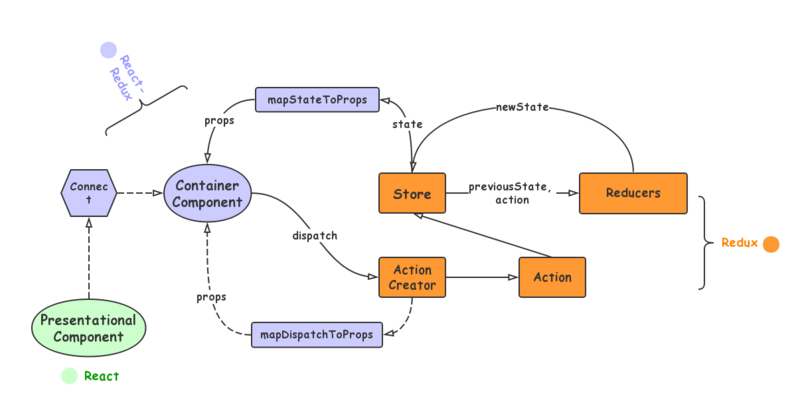 React-
Redux
mapStateToProps
newState
props
state
Connec
t
Container
Component
Store
previousState,
action
Reducers
dispatch
Redux
Action
Creator
Action
props
Presentational
Component
mapDispatchToProps
React